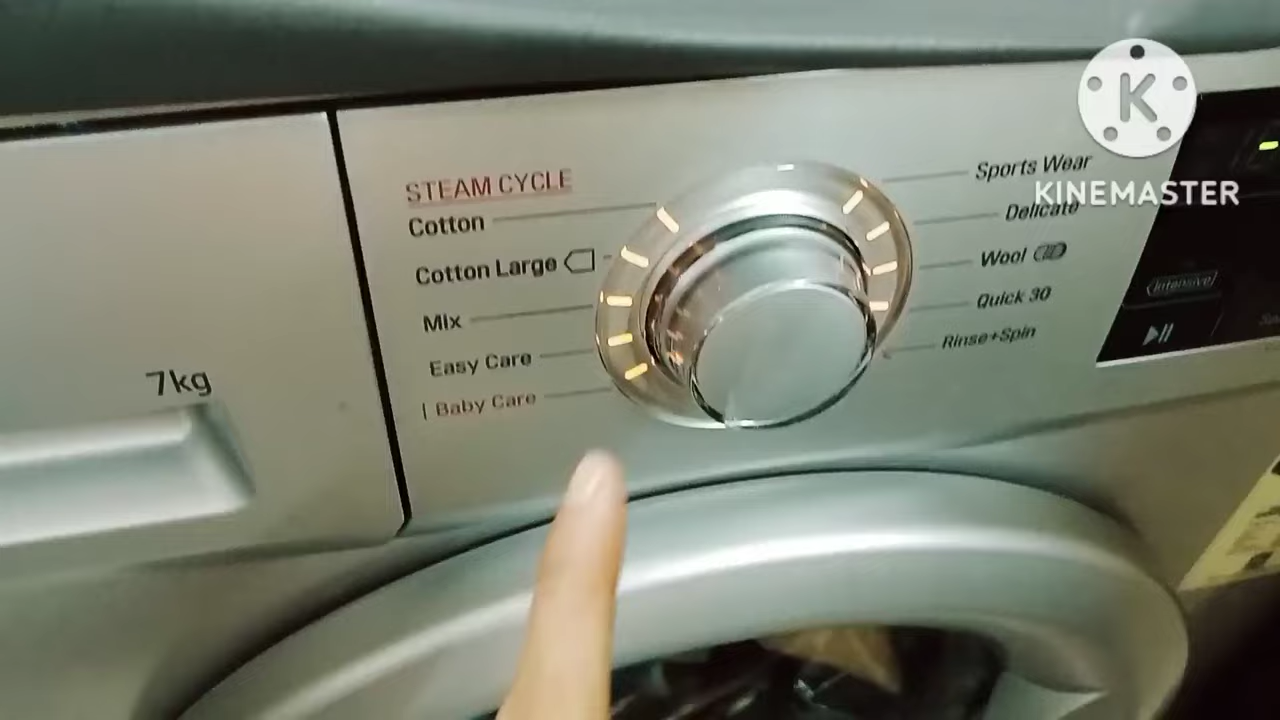 7kg
STEAM CYCLE
Cotton
Cotton Large
Mix
Easy Care
Baby Care
Sports Wear
Delicate
Wool
Quick 30
Rinse+Spin
Intensive
K
KINEMASTER